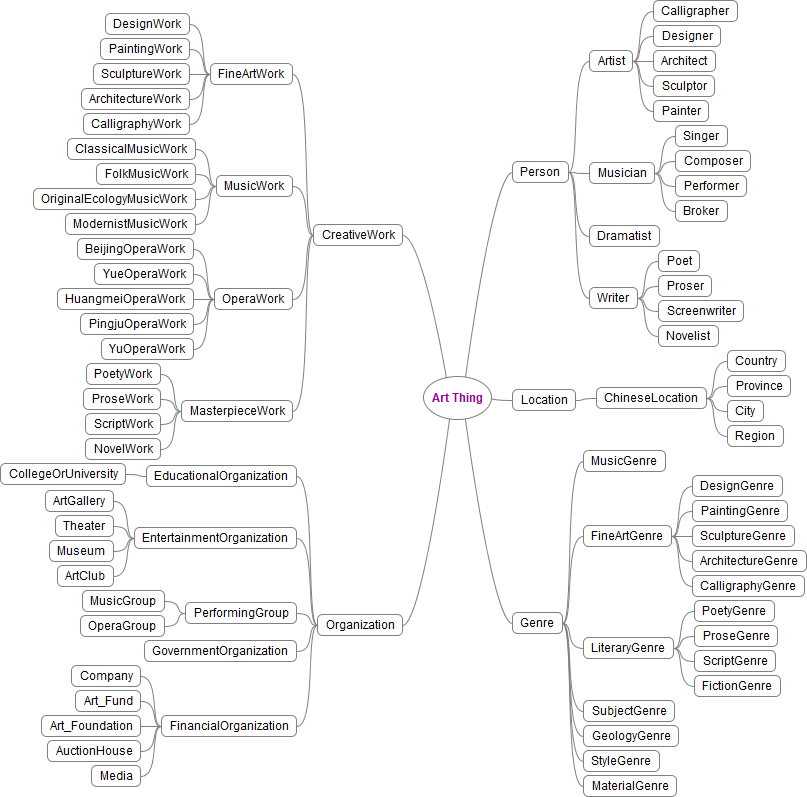 Art Thing
CreativeWork
FineArtWork
DesignWork
PaintingWork
SculptureWork
ArchitectureWork
CalligraphyWork
MusicWork
ClassicalMusicWork
FolkMusicWork
OriginalEcologyMusicWork
ModernistMusicWork
OperaWork
BeijingOperaWork
YueOperaWork
HuangmeiOperaWork
PingjuOperaWork
YuOperaWork
MasterpieceWork
PoetyWork
ProseWork
ScriptWork
NovelWork
Organization
EducationalOrganization
CollegeOrUniversity
EntertainmentOrganization
ArtGallery
Theater
Museum
ArtClub
PerformingGroup
MusicGroup
OperaGroup
GovernmentOrganization
FinancialOrganization
Company
Art_Fund
Art_Foundation
AuctionHouse
Media
Person
Artist
Calligrapher
Designer
Architect
Sculptor
Painter
Musician
Singer
Composer
Performer
Broker
Dramatist
Writer
Poet
Proser
Screenwriter
Novelist
Location
ChineseLocation
Country
Province
City
Region
Genre
MusicGenre
FineArtGenre
DesignGenre
PaintingGenre
SculptureGenre
ArchitectureGenre
CalligraphyGenre
LiteraryGenre
PoetyGenre
ProseGenre
ScriptGenre
FictionGenre
SubjectGenre
GeologyGenre
StyleGenre
MaterialGenre